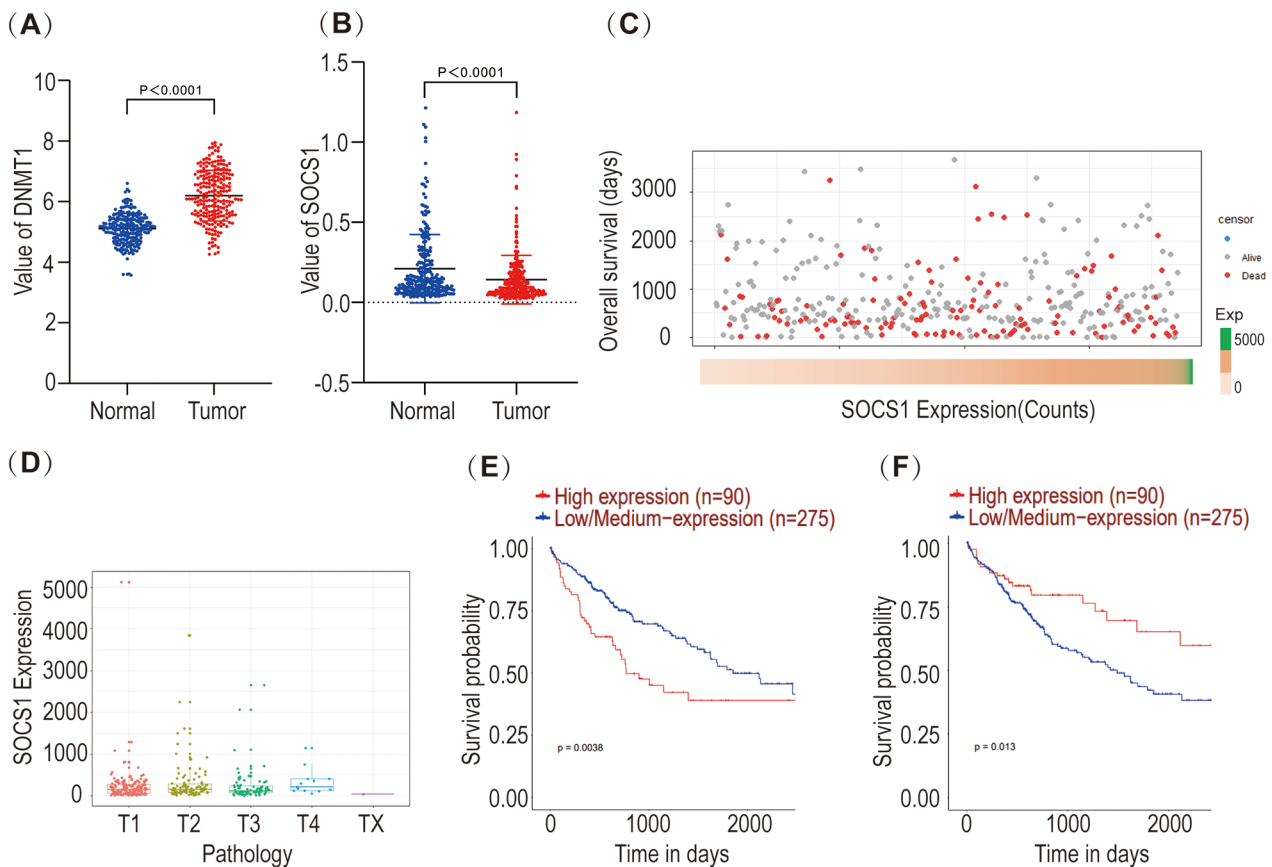 (A)
Value of DNMT1
10
8
6
4
2
0
P<0.0001
Normal Tumor
(B)
Value of SOCS1
1.5
1.0
0.5
0.0
-0.5
P<0.0001
Normal Tumor
(C)
Overall survival (days)
3000
2000
1000
0
SOCS1 Expression(Counts)
censor
Alive
Dead
Exp
5000
0
(D)
SOCS1 Expression
5000
4000
3000
2000
1000
0
T1 T2 T3 T4 TX
Pathology
(E)
High expression (n=90)
Low/Medium-expression (n=275)
Survival probability
1.00
0.75
0.50
0.25
0.00
p = 0.0038
0 1000 2000
Time in days
(F)
High expression (n=90)
Low/Medium-expression (n=275)
Survival probability
1.00
0.75
0.50
0.25
0.00
p = 0.013
0 1000 2000
Time in days